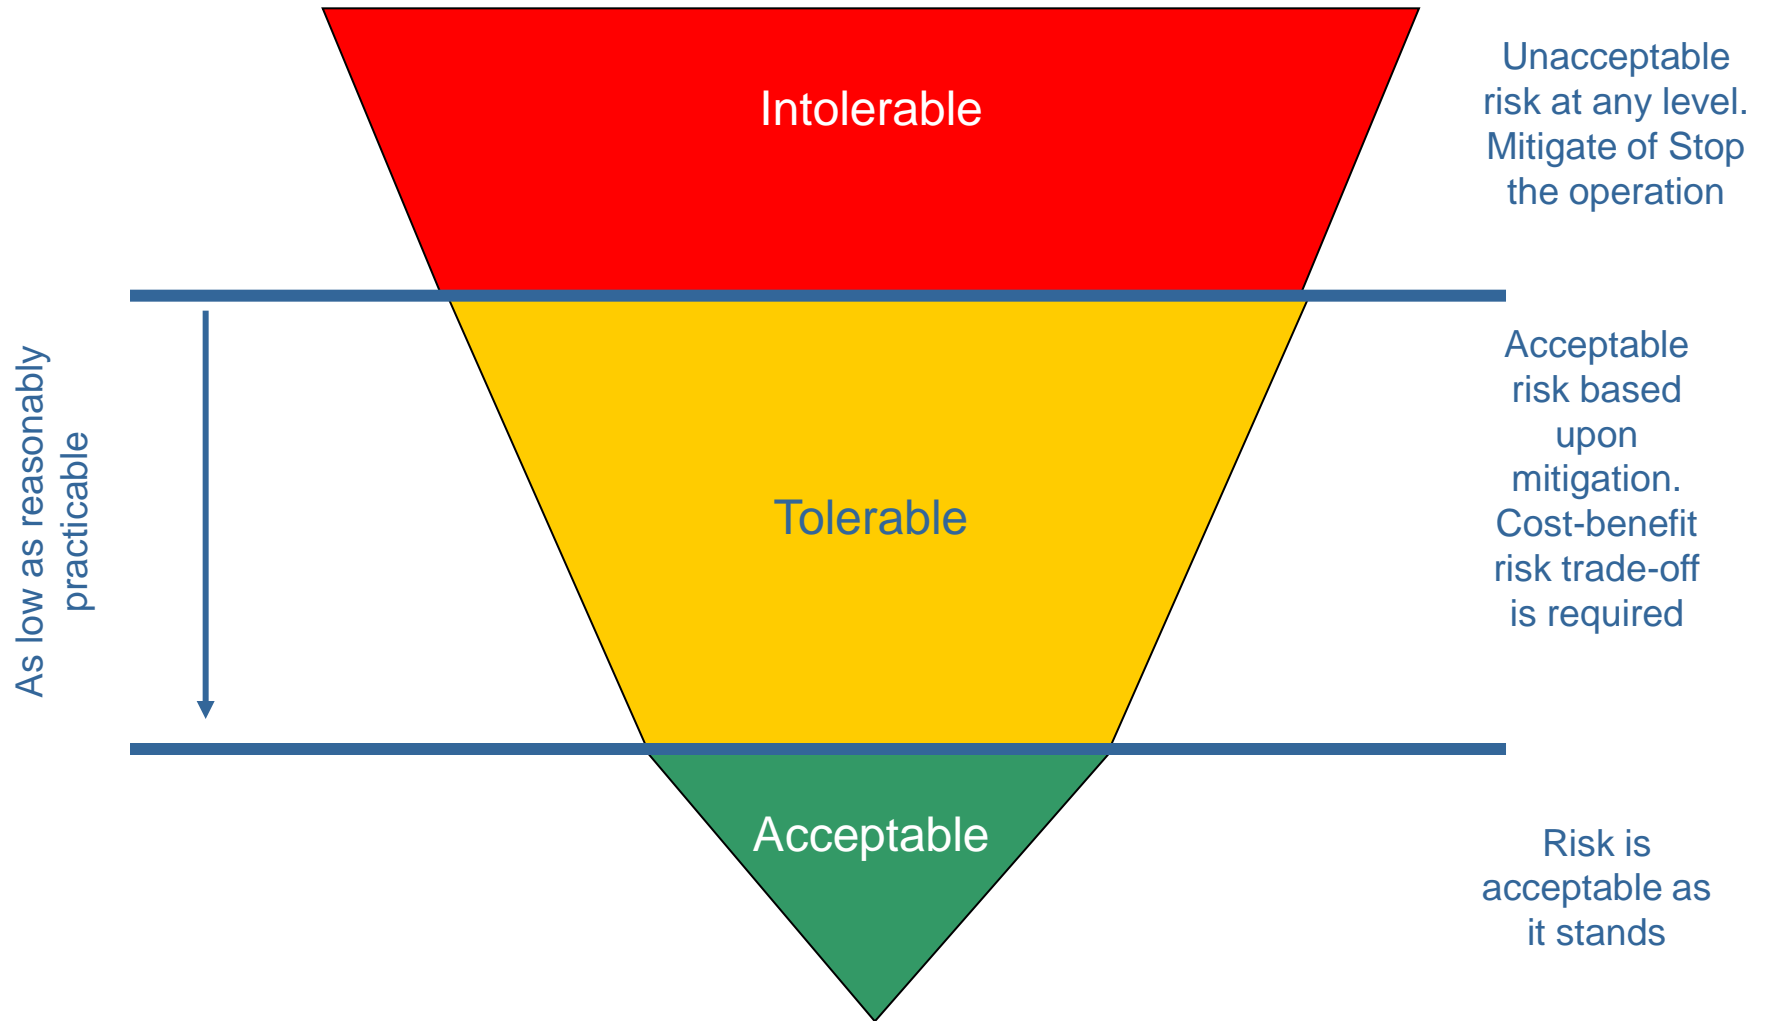 Intolerable
Unacceptable
risk at any level.
Mitigate of Stop
the operation
As low as reasonably
practicable
Tolerable
Acceptable
risk based
upon
mitigation.
Cost-benefit
risk trade-off
is required
Acceptable
Risk is
acceptable as
it stands